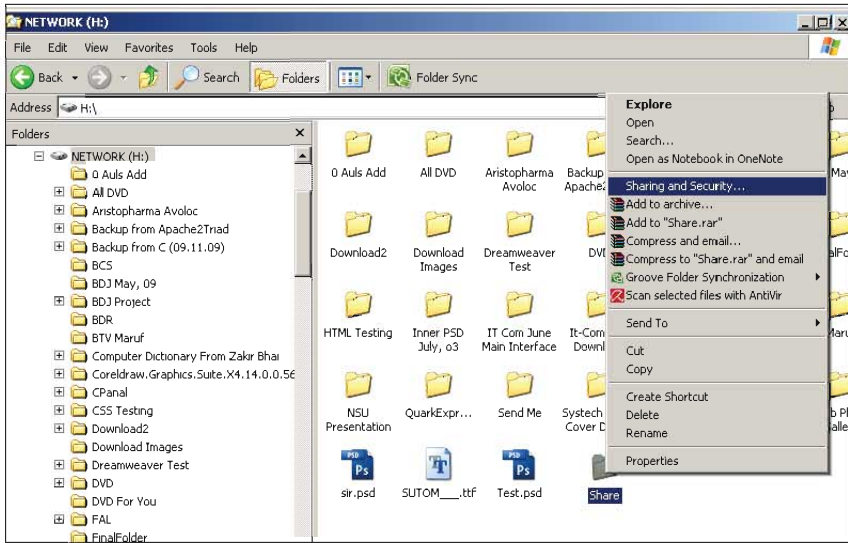 NETWORK (H:)
File Edit View Favorites Tools Help
Back Search Folders Folder Sync
Address H:\
Folders
NETWORK (H:)
0 Auls Add
All DVD
Aristopharma Avoloc
Backup from Apache2Triad
Backup from C (09.11.09)
BCS
BDJ May, 09
BDJ Project
BDR
BTV Maruf
Computer Dictionary From Zakir Bhai
Coreldraw.Graphics.Suite.X4.14.0.0.56
CPanal
CSS Testing
Download2
Download Images
Dreamweaver Test
DVD
DVD For You
FAL
FinalFolder
0 Auls Add
All DVD
Aristopharma
Avoloc
Backup
Download2
Download
Images
Dreamweaver
Test
HTML Testing
Inner PSD
July, o3
IT Com June
Main Interface
It-Com
NSU
Presentation
QuarkExpr...
Send Me
Systech
Cover
sir.psd
SUTOM___.ttf
Test.psd
Share
Explore
Open
Search...
Open as Notebook in OneNote
Sharing and Security...
Add to archive...
Add to "Share.rar"
Compress and email...
Compress to "Share.rar" and email
Groove Folder Synchronization
Scan selected files with AntiVir
Send To
Cut
Copy
Create Shortcut
Delete
Rename
Properties